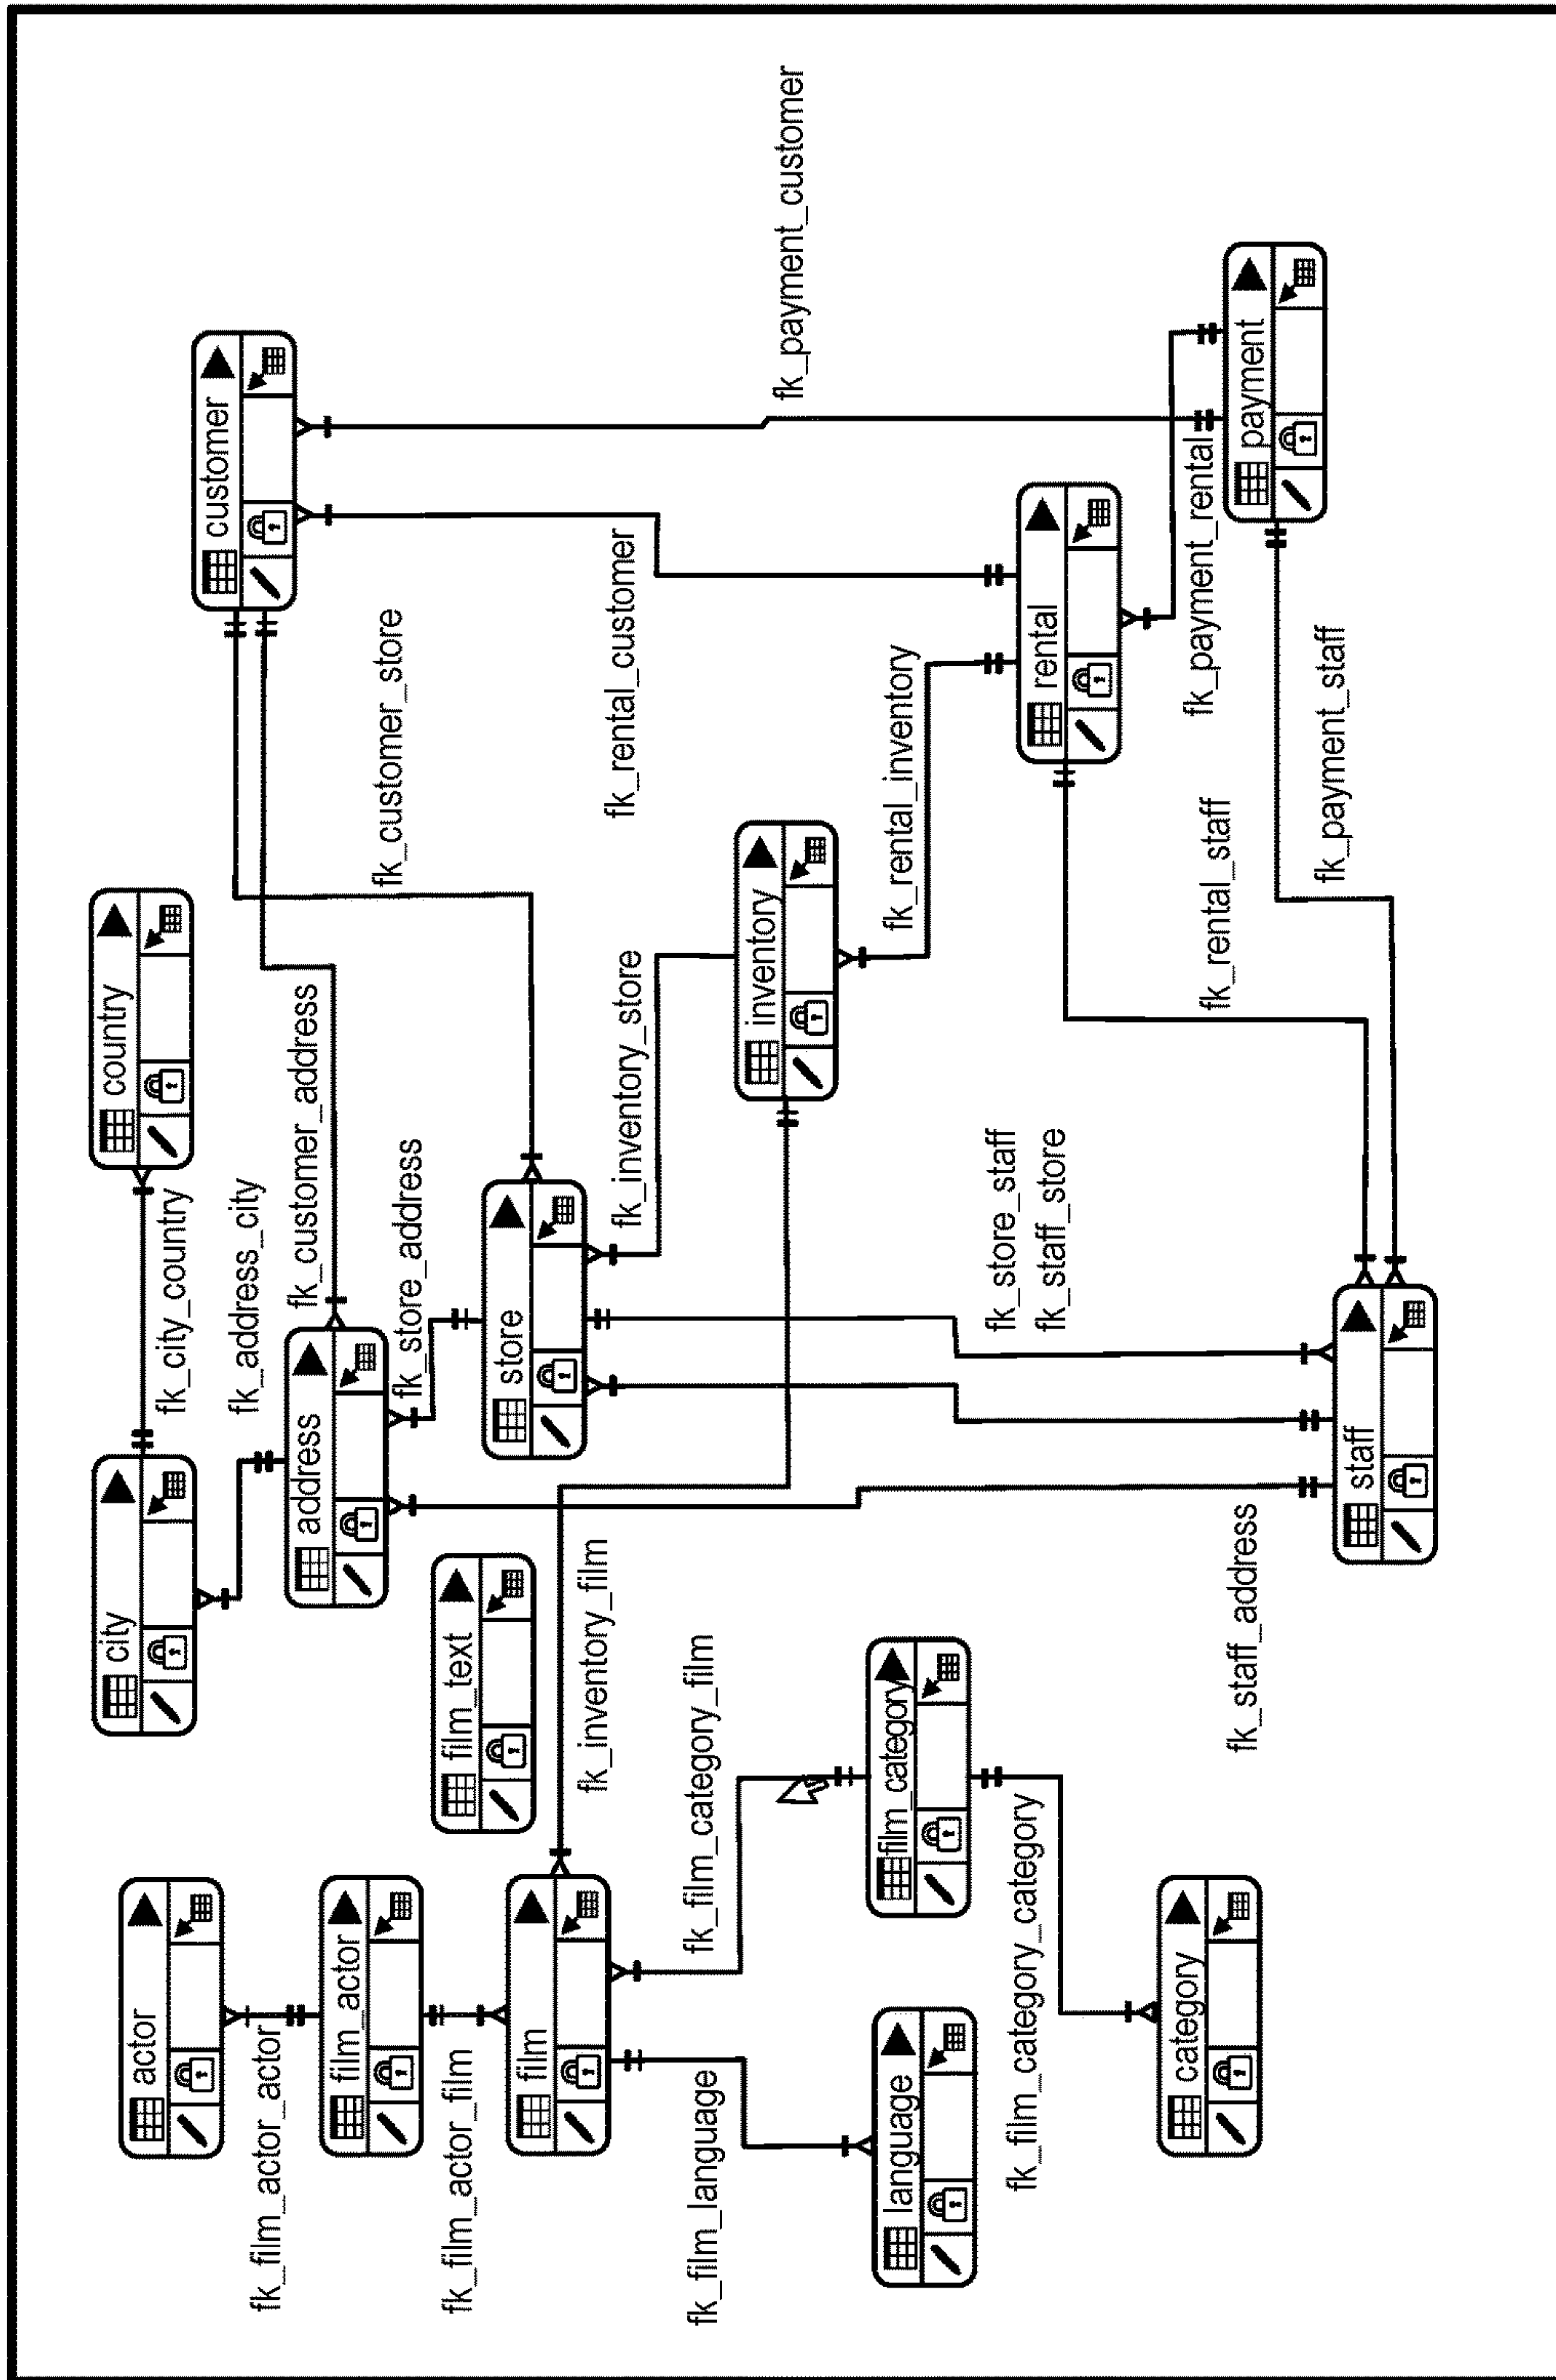 actor
fk_film_actor_actor
film_actor
fk_film_actor_film
film
fk_film_language
language
fk_film_category_film
film_category
fk_film_category_category
category
film_text
fk_inventory_film
city
fk_city_country
country
fk_address_city
address
fk_customer_address
fk_store_address
store
fk_inventory_store
inventory
fk_customer_store
customer
fk_rental_customer
fk_payment_customer
fk_rental_inventory
rental
fk_payment_rental
payment
fk_store_staff
fk_staff_store
fk_rental_staff
fk_payment_staff
staff
fk_staff_address